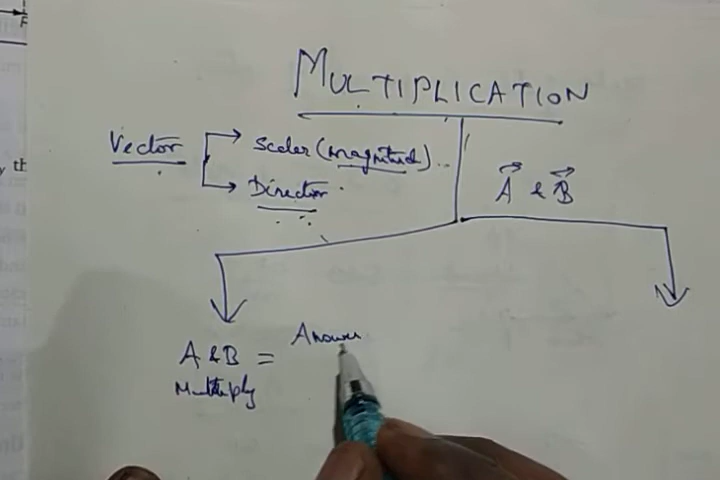 MULTIPLICATION
Vector → Scaler (magnitude)
→ Direction
A⃗ & B⃗
A & B = Answer
Multiply